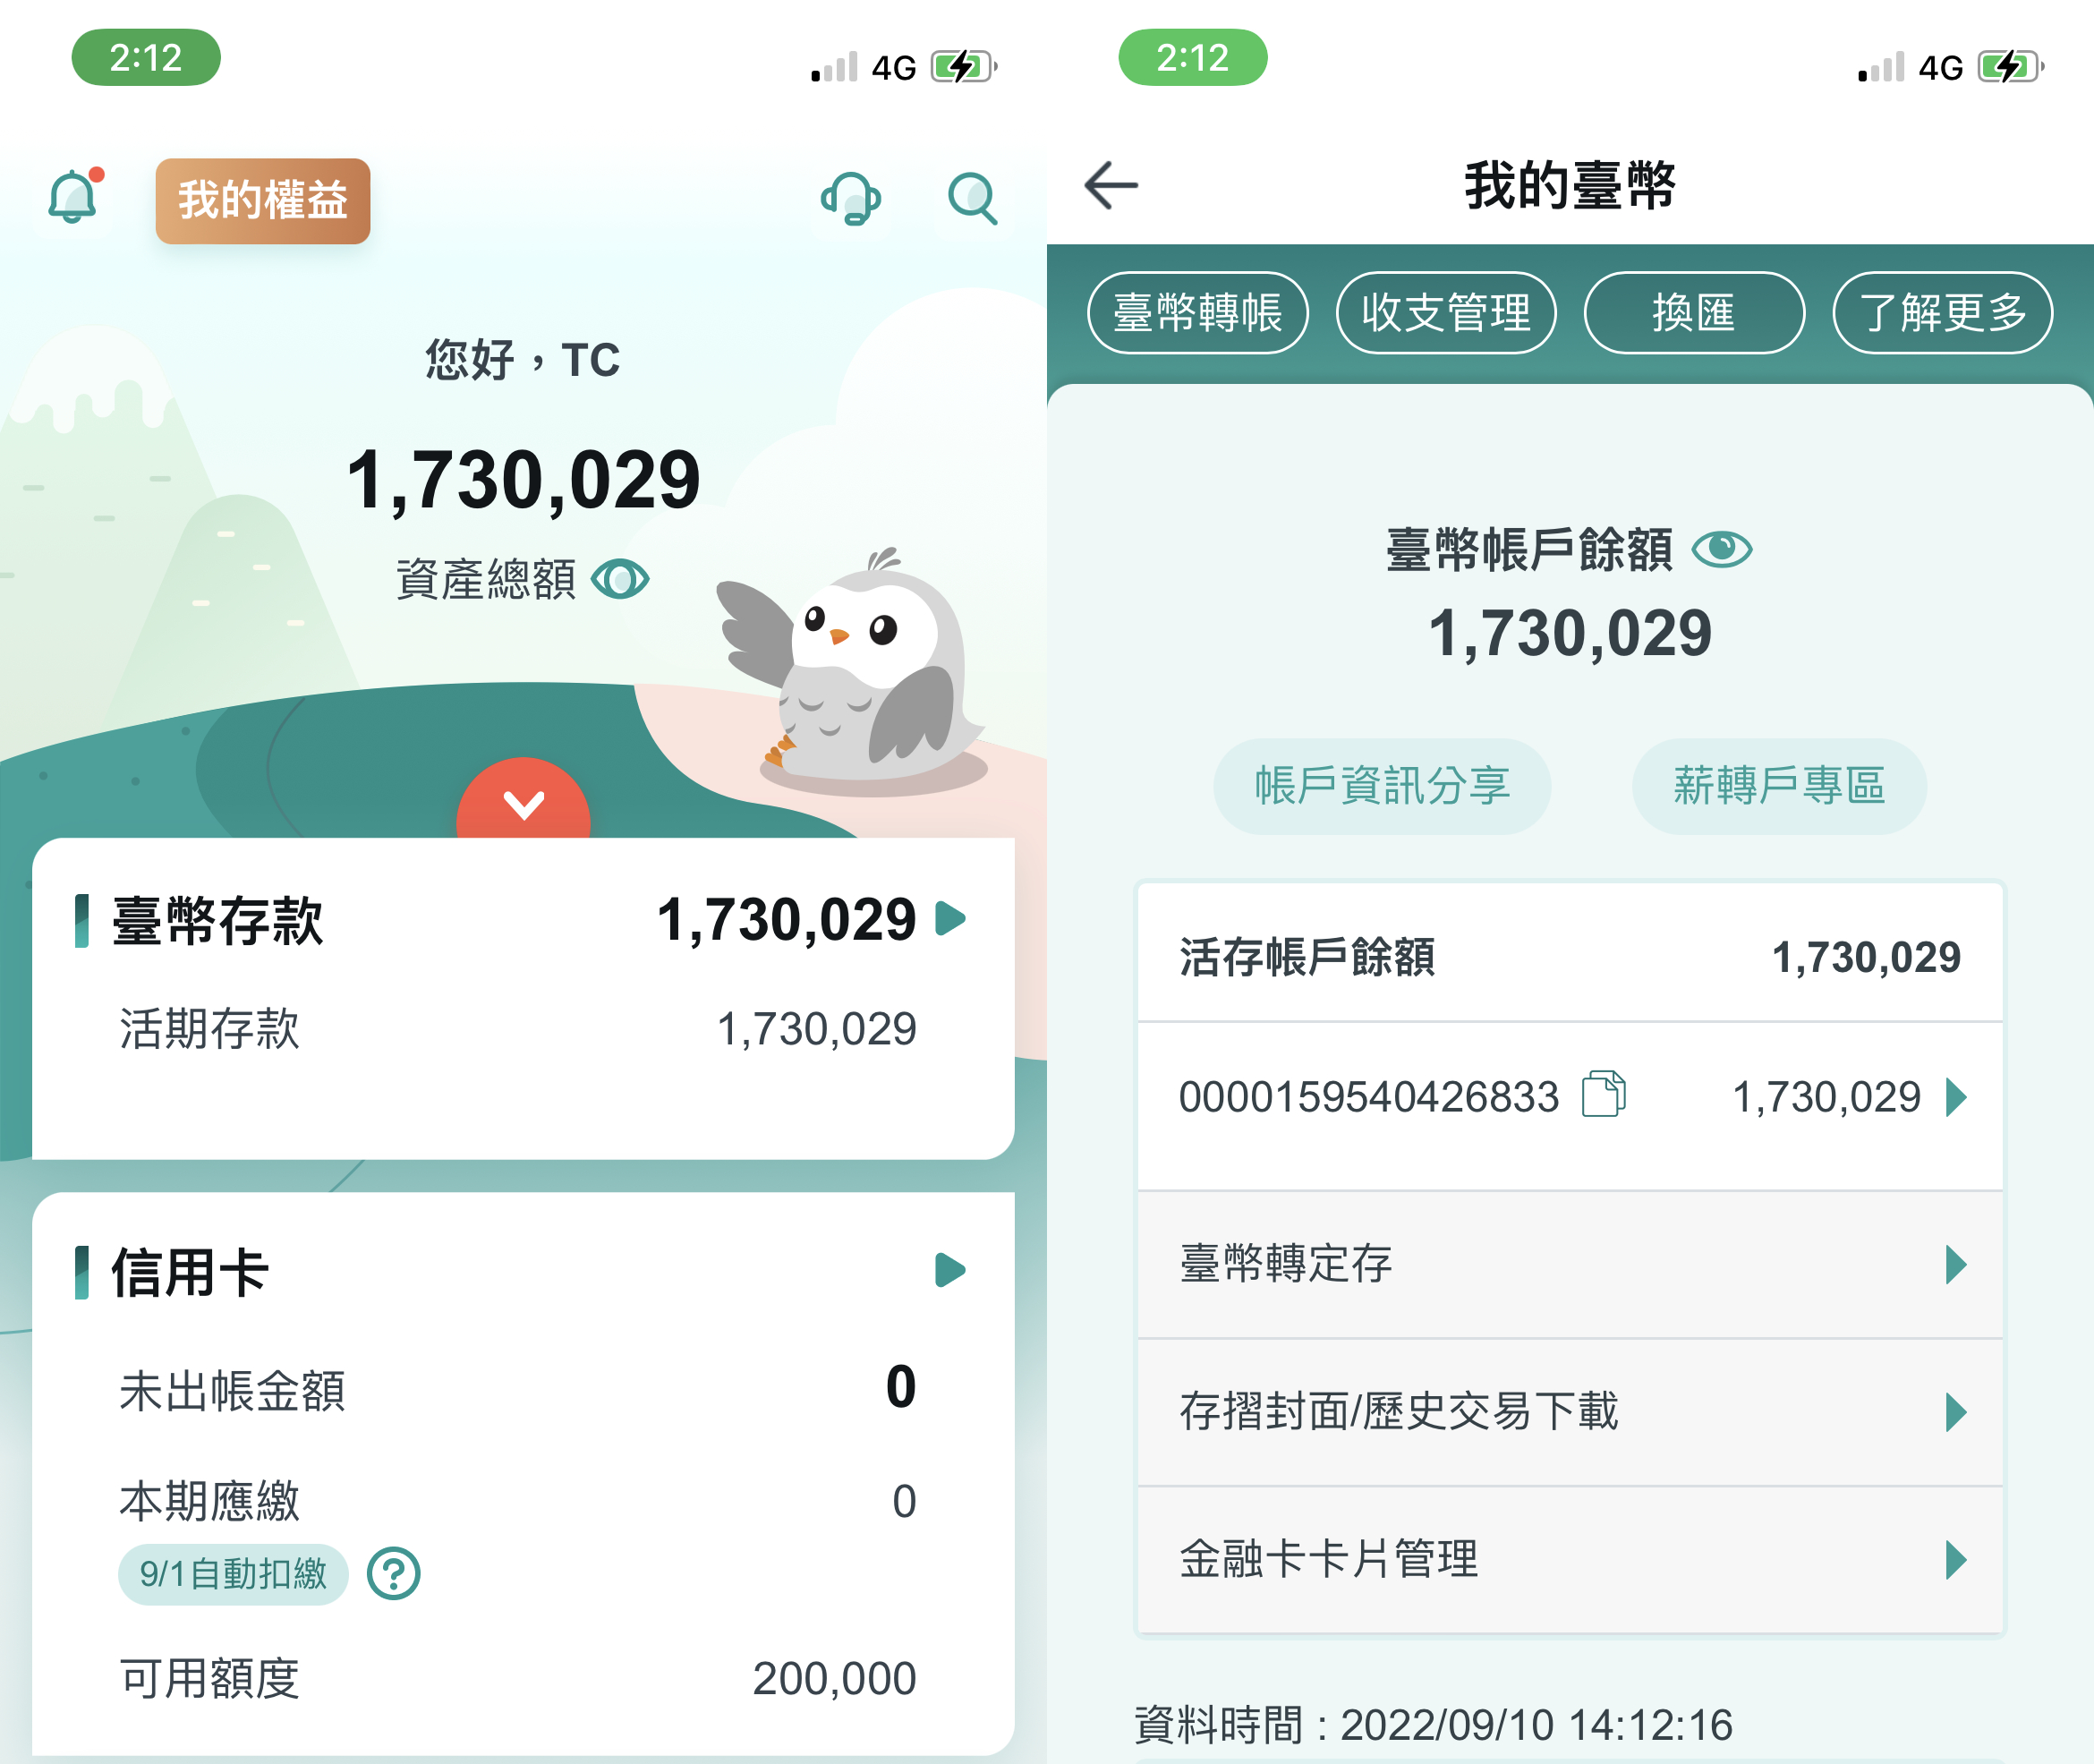 2:12
4G
我的權益
您好，TC
1,730,029
資產總額
臺幣存款 1,730,029
活期存款 1,730,029
信用卡
未出帳金額 0
本期應繳 0
9/1自動扣繳
可用額度 200,000
2:12
4G
我的臺幣
臺幣轉帳 收支管理 換匯 了解更多
臺幣帳戶餘額
1,730,029
帳戶資訊分享 薪轉戶專區
活存帳戶餘額 1,730,029
0000159540426833 1,730,029
臺幣轉定存
存摺封面/歷史交易下載
金融卡卡片管理
資料時間 : 2022/09/10 14:12:16